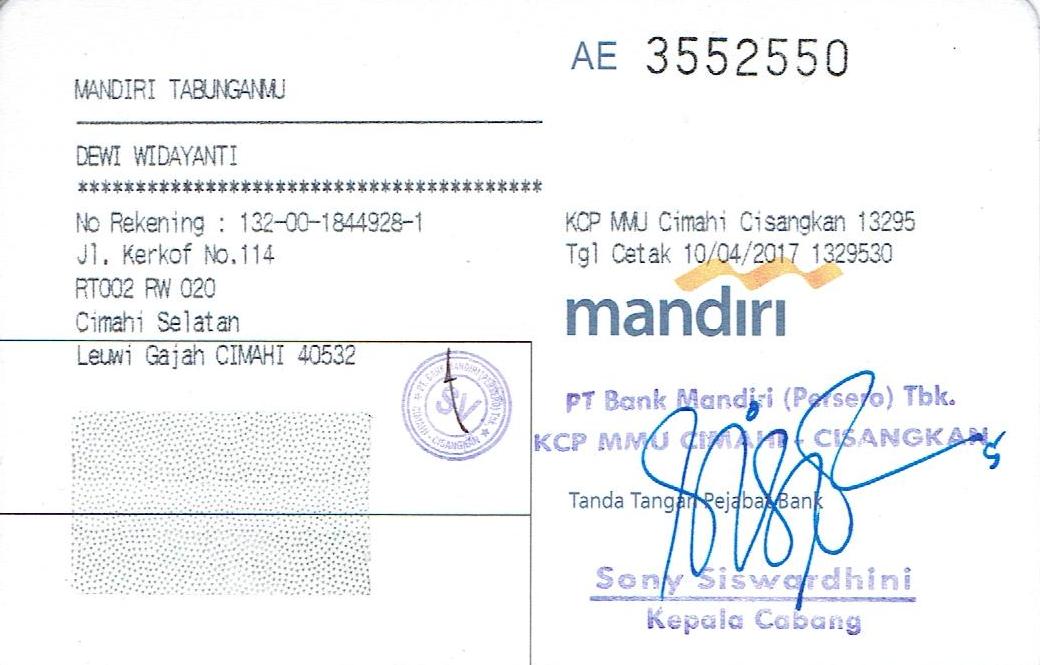 AE 3552550
MANDIRI TABUNGANMU
DEWI WIDAYANTI
****************************************
No Rekening : 132-00-1844928-1
Jl. Kerkof No.114
RT002 RW 020
Cimahi Selatan
Leuwi Gajah CIMAHI 40532
KCP MMU Cimahi Cisangkan 13295
Tgl Cetak 10/04/2017 1329530
mandiri
PT Bank Mandiri (Persero) Tbk.
KCP MMU CIMAHI - CISANGKAN
SV
CISANGKAN
Tanda Tangan Pejabat Bank
Sony Siswardhini
Kepala Cabang